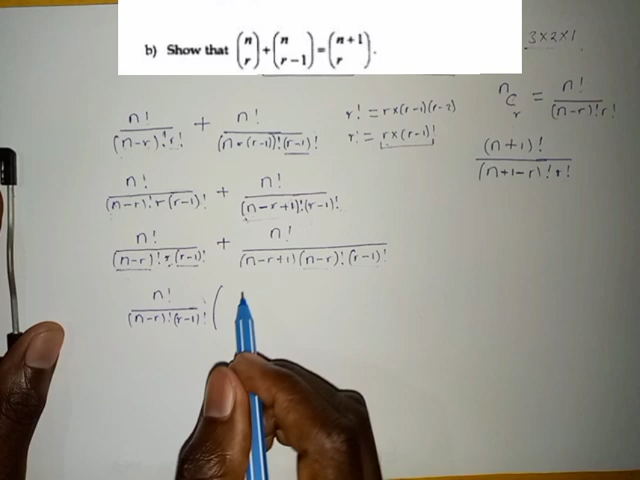 b) Show that (n r) + (n r − 1) = (n + 1 r).
3×2×1
nCr = n! / (n-r)! r!
n! / (n-r)! r! + n! / (n-(r-1))! (r-1)!
r! = r×(r-1)(r-2)
r! = r×(r-1)!
(n+1)! / (n+1-r)! r!
n! / (n-r)! r(r-1)! + n! / (n-r+1)! (r-1)!
n! / (n-r)! r(r-1)! + n! / (n-r+1)(n-r)! (r-1)!
n! / (n-r)! (r-1)! (